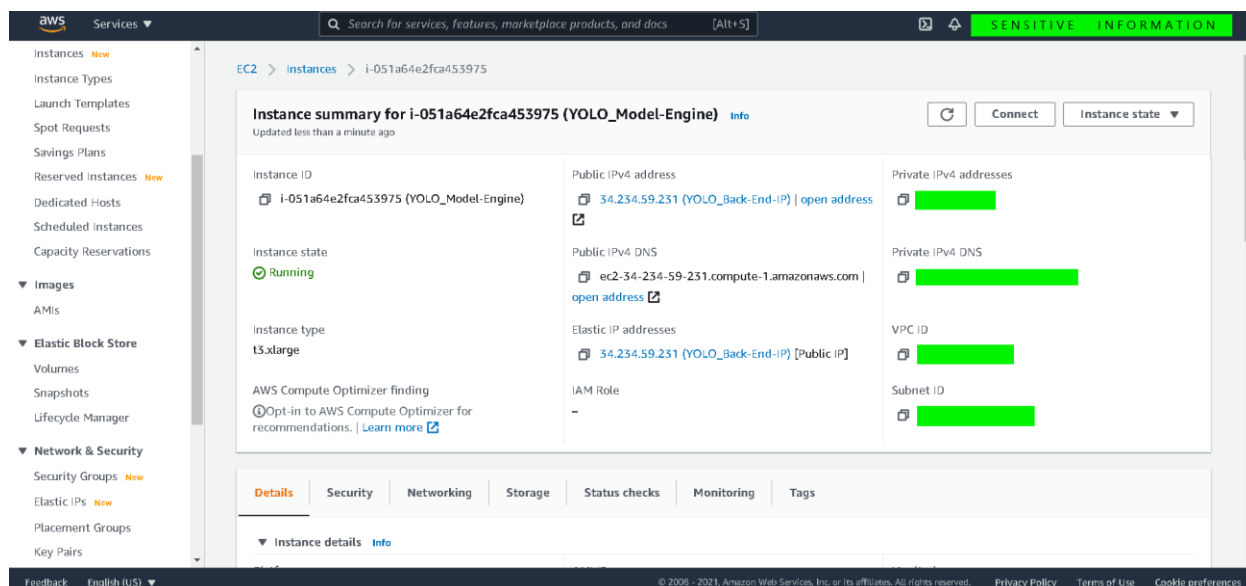 aws Services ▼ Search for services, features, marketplace products, and docs [Alt+S] SENSITIVE INFORMATION
Instances New
Instance Types
Launch Templates
Spot Requests
Savings Plans
Reserved Instances New
Dedicated Hosts
Scheduled Instances
Capacity Reservations
▼ Images
AMIs
▼ Elastic Block Store
Volumes
Snapshots
Lifecycle Manager
▼ Network & Security
Security Groups New
Elastic IPs New
Placement Groups
Key Pairs
EC2 > Instances > i-051a64e2fca453975
Instance summary for i-051a64e2fca453975 (YOLO_Model-Engine) Info
Updated less than a minute ago
Connect
Instance state ▼
Instance ID
i-051a64e2fca453975 (YOLO_Model-Engine)
Public IPv4 address
34.234.59.231 (YOLO_Back-End-IP) | open address
Private IPv4 addresses
Instance state
Running
Public IPv4 DNS
ec2-34-234-59-231.compute-1.amazonaws.com |
open address
Private IPv4 DNS
Instance type
t3.xlarge
Elastic IP addresses
34.234.59.231 (YOLO_Back-End-IP) [Public IP]
VPC ID
AWS Compute Optimizer finding
Opt-in to AWS Compute Optimizer for
recommendations. | Learn more
IAM Role
–
Subnet ID
Details Security Networking Storage Status checks Monitoring Tags
▼ Instance details Info
Feedback English (US) ▼ © 2008 - 2021, Amazon Web Services, Inc. or its affiliates. All rights reserved. Privacy Policy Terms of Use Cookie preferences